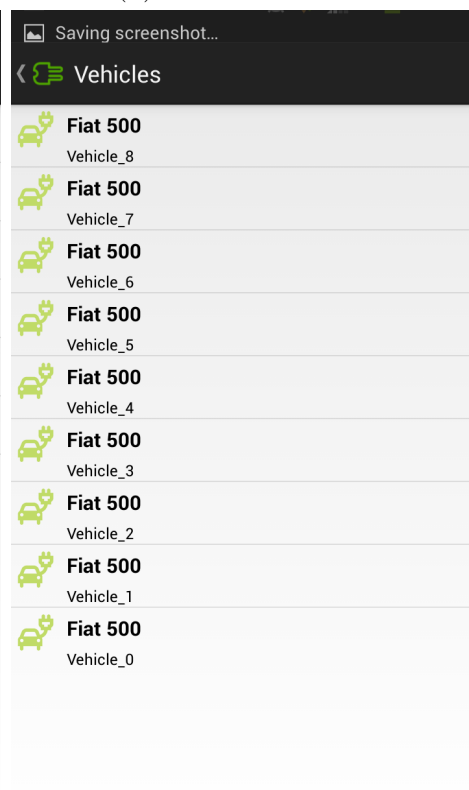 Saving screenshot...
Vehicles
Fiat 500
Vehicle_8
Fiat 500
Vehicle_7
Fiat 500
Vehicle_6
Fiat 500
Vehicle_5
Fiat 500
Vehicle_4
Fiat 500
Vehicle_3
Fiat 500
Vehicle_2
Fiat 500
Vehicle_1
Fiat 500
Vehicle_0